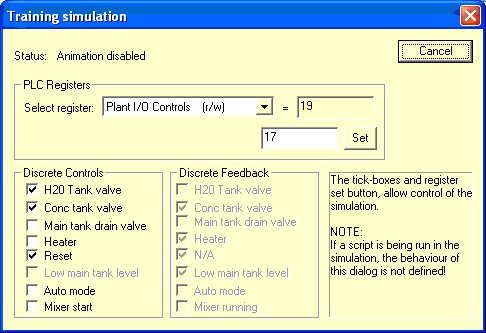 Training simulation
Status: Animation disabled
Cancel
PLC Registers
Select register: Plant I/O Controls (r/w) = 19
17 Set
Discrete Controls
H20 Tank valve
Conc tank valve
Main tank drain valve
Heater
Reset
Low main tank level
Auto mode
Mixer start
Discrete Feedback
H20 Tank valve
Conc tank valve
Main tank drain valve
Heater
N/A
Low main tank level
Auto mode
Mixer running
The tick-boxes and register
set button, allow control of the
simulation.
NOTE:
If a script is being run in the
simulation, the behaviour of
this dialog is not defined!